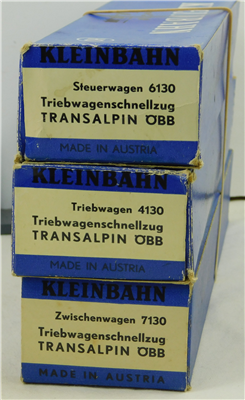 KLEINBAHN
Steuerwagen 6130
Triebwagenschnellzug
TRANSALPIN ÖBB
MADE IN AUSTRIA
KLEINBAHN
Triebwagen 4130
Triebwagenschnellzug
TRANSALPIN ÖBB
MADE IN AUSTRIA
KLEINBAHN
Zwischenwagen 7130
Triebwagenschnellzug
TRANSALPIN ÖBB
MADE IN AUSTRIA